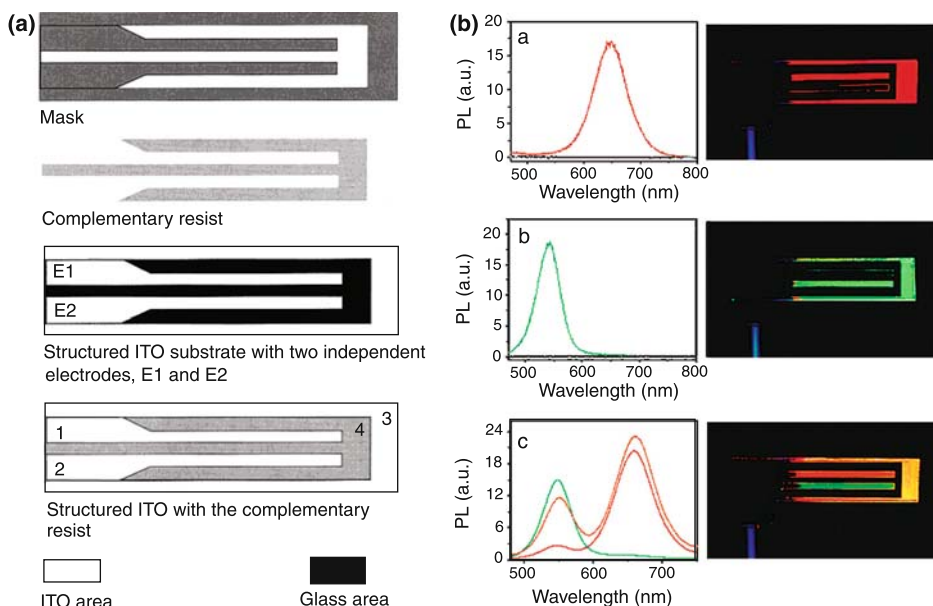 (a)
Mask
Complementary resist
E1
E2
Structured ITO substrate with two independent
electrodes, E1 and E2
1
2
3
4
Structured ITO with the complementary
resist
ITO area
Glass area
(b)
a
PL (a.u.)
20
15
10
5
0
500 600 700 800
Wavelength (nm)
b
PL (a.u.)
20
15
10
5
0
500 600 700 800
Wavelength (nm)
c
PL (a.u.)
24
18
12
6
0
500 600 700
Wavelength (nm)